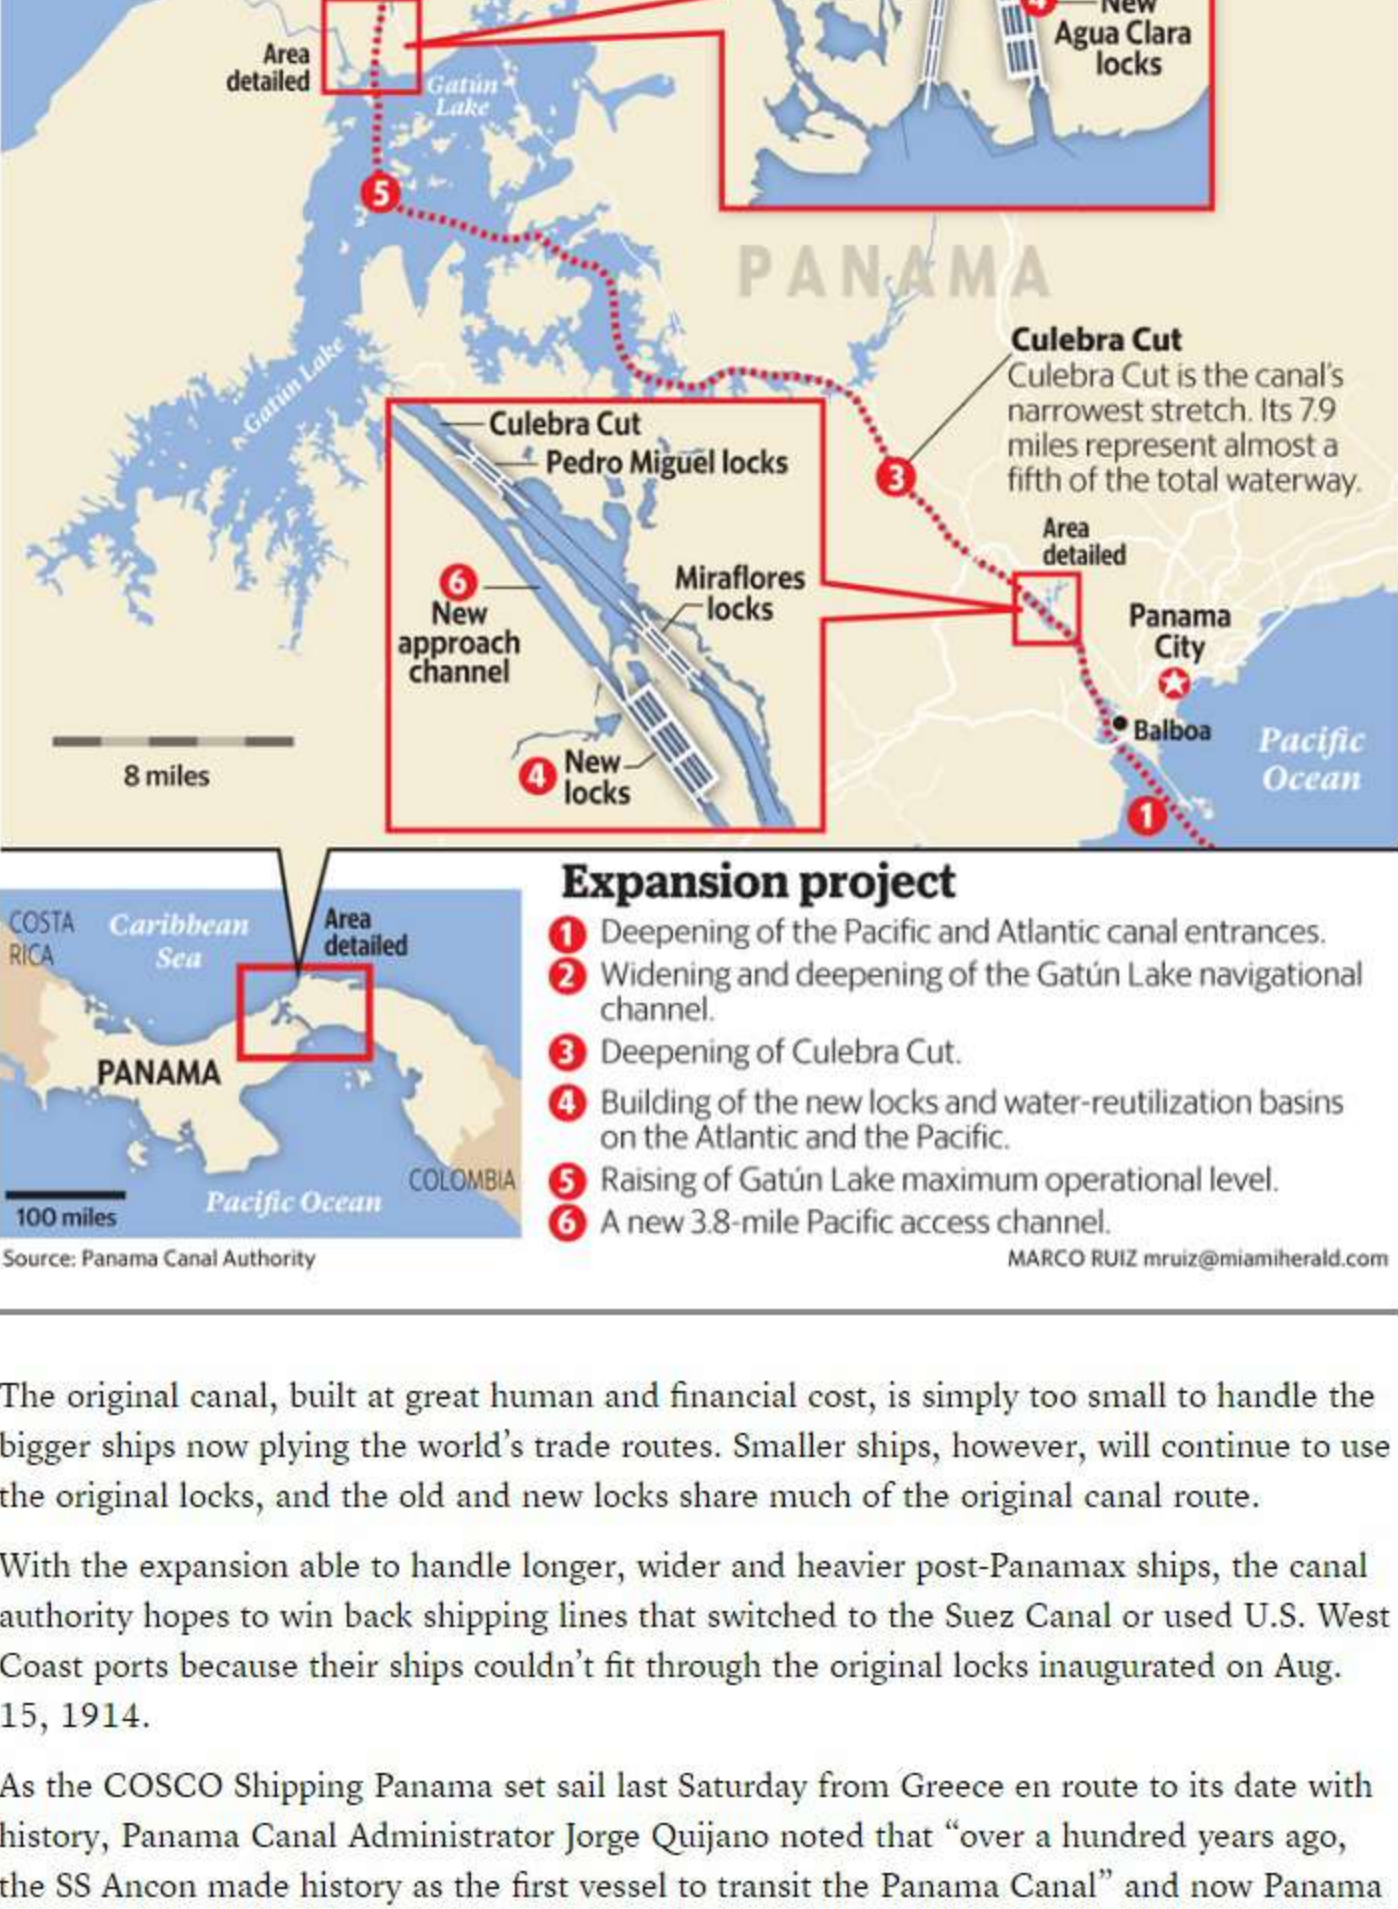 New
4
Agua Clara
locks
Area
detailed
Gatún
Lake
5
PANAMA
Culebra Cut
Culebra Cut is the canal's
narrowest stretch. Its 7.9
miles represent almost a
fifth of the total waterway.
Gatún Lake
Culebra Cut
Pedro Miguel locks
3
Area
detailed
6
New
approach
channel
Miraflores
locks
Panama
City
Balboa
Pacific
Ocean
4
New
locks
8 miles
1
Expansion project
1 Deepening of the Pacific and Atlantic canal entrances.
2 Widening and deepening of the Gatún Lake navigational
channel.
3 Deepening of Culebra Cut.
4 Building of the new locks and water-reutilization basins
on the Atlantic and the Pacific.
5 Raising of Gatún Lake maximum operational level.
6 A new 3.8-mile Pacific access channel.
COSTA
RICA
Caribbean
Sea
Area
detailed
PANAMA
COLOMBIA
Pacific Ocean
100 miles
Source: Panama Canal Authority
MARCO RUIZ mruiz@miamiherald.com
The original canal, built at great human and financial cost, is simply too small to handle the
bigger ships now plying the world’s trade routes. Smaller ships, however, will continue to use
the original locks, and the old and new locks share much of the original canal route.
With the expansion able to handle longer, wider and heavier post-Panamax ships, the canal
authority hopes to win back shipping lines that switched to the Suez Canal or used U.S. West
Coast ports because their ships couldn’t fit through the original locks inaugurated on Aug.
15, 1914.
As the COSCO Shipping Panama set sail last Saturday from Greece en route to its date with
history, Panama Canal Administrator Jorge Quijano noted that “over a hundred years ago,
the SS Ancon made history as the first vessel to transit the Panama Canal” and now Panama